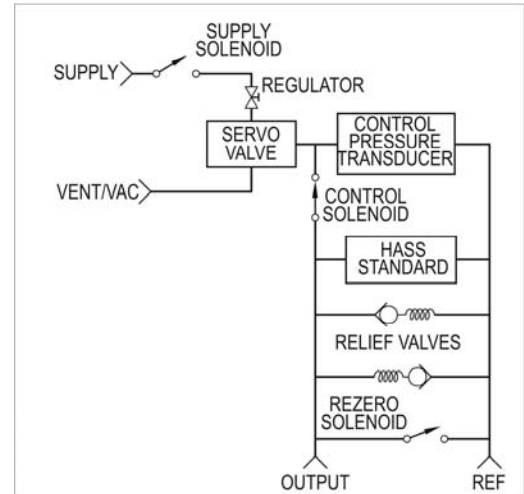 SUPPLY
SOLENOID
SUPPLY
REGULATOR
SERVO
VALVE
CONTROL
PRESSURE
TRANSDUCER
VENT/VAC
CONTROL
SOLENOID
HASS
STANDARD
RELIEF VALVES
REZERO
SOLENOID
OUTPUT
REF